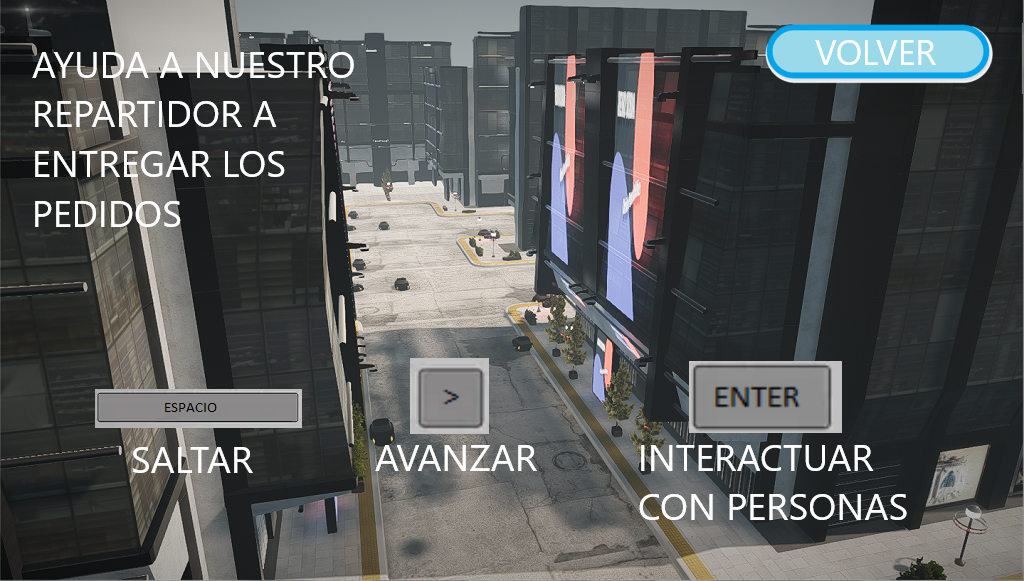 AYUDA A NUESTRO
REPARTIDOR A
ENTREGAR LOS
PEDIDOS
VOLVER
ESPACIO
>
ENTER
SALTAR
AVANZAR
INTERACTUAR
CON PERSONAS